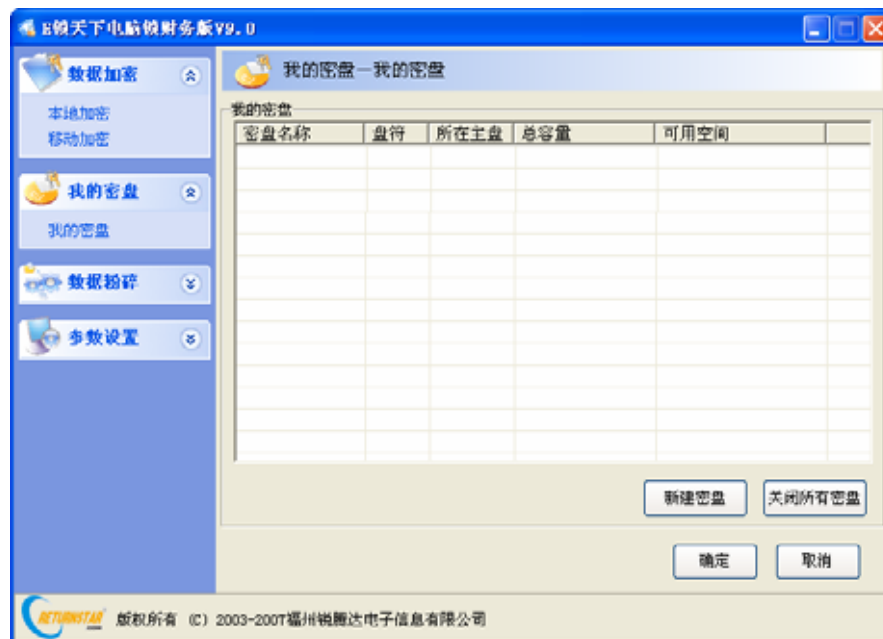 E锁天下电脑锁财务版V9.0
数据加密
本地加密
移动加密
我的密盘
我的密盘
数据粉碎
参数设置
我的密盘—我的密盘
我的密盘
密盘名称 盘符 所在主盘 总容量 可用空间
新建密盘 关闭所有密盘
确定 取消
RETURNSTAR 版权所有 (C) 2003-2007福州锐腾达电子信息有限公司